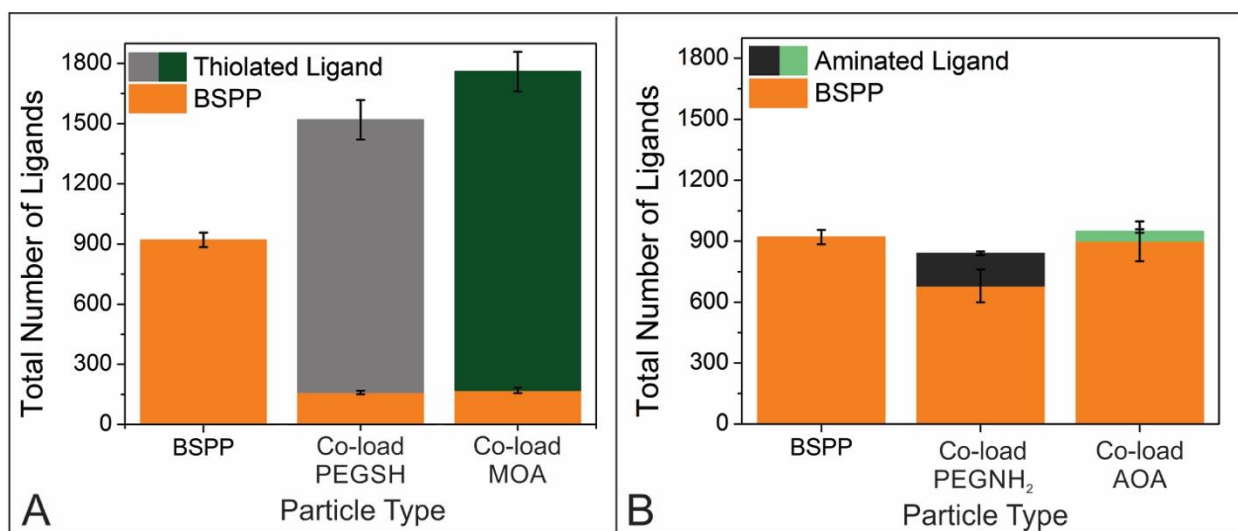 Total Number of Ligands
1800
1500
1200
900
600
300
0
Thiolated Ligand
BSPP
BSPP
Co-load
PEGSH
Co-load
MOA
Particle Type
A
Total Number of Ligands
1800
1500
1200
900
600
300
0
Aminated Ligand
BSPP
BSPP
Co-load
PEGNH₂
Co-load
AOA
Particle Type
B